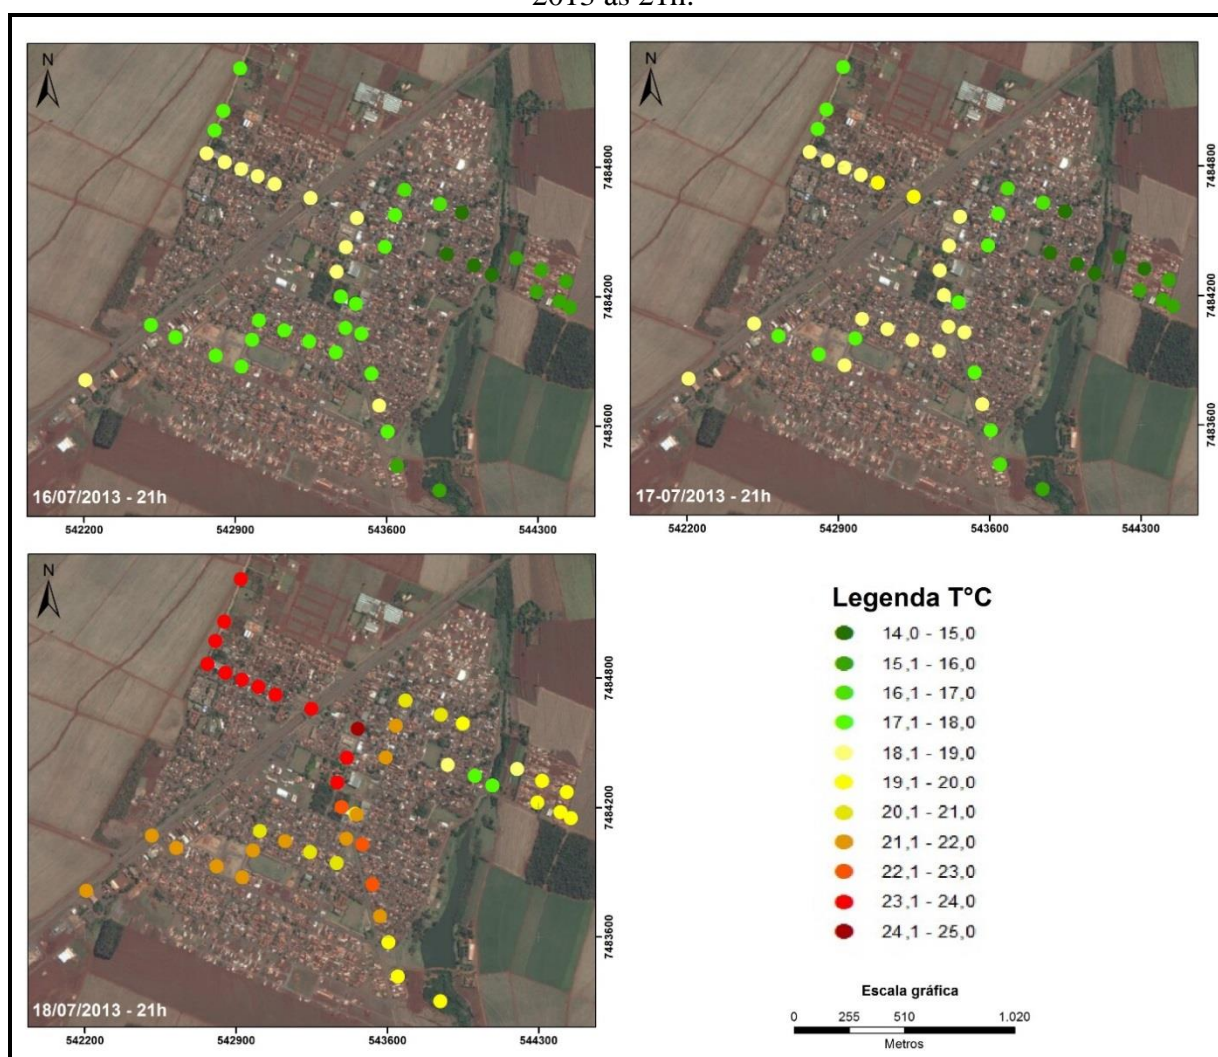 2013 às 21h.
N
7484800
7484200
7483600
16/07/2013 - 21h
542200 542900 543600 544300
N
7484800
7484200
7483600
17-07/2013 - 21h
542200 542900 543600 544300
N
7484800
7484200
7483600
18/07/2013 - 21h
542200 542900 543600 544300
Legenda T°C
14,0 - 15,0
15,1 - 16,0
16,1 - 17,0
17,1 - 18,0
18,1 - 19,0
19,1 - 20,0
20,1 - 21,0
21,1 - 22,0
22,1 - 23,0
23,1 - 24,0
24,1 - 25,0
Escala gráfica
0 255 510 1.020
Metros